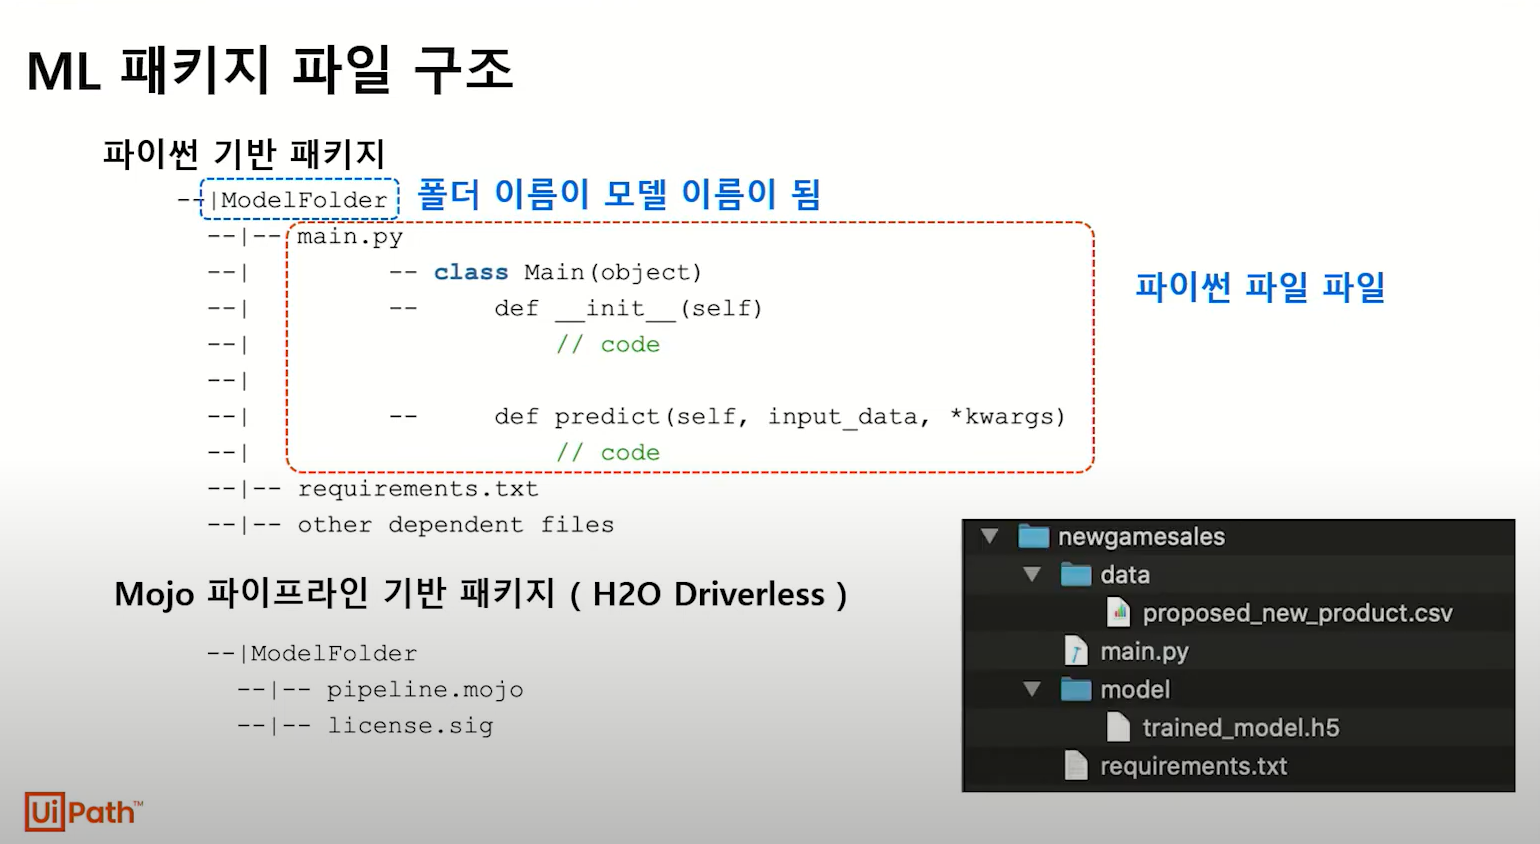 ML 패키지 파일 구조
파이썬 기반 패키지
--|ModelFolder 폴더 이름이 모델 이름이 됨
--|-- main.py
--| -- class Main(object)
--| -- def __init__(self)
--| // code
--|
--| -- def predict(self, input_data, *kwargs)
--| // code
--|-- requirements.txt
--|-- other dependent files
파이썬 파일 파일
Mojo 파이프라인 기반 패키지 ( H2O Driverless )
--|ModelFolder
--|-- pipeline.mojo
--|-- license.sig
newgamesales
data
proposed_new_product.csv
main.py
model
trained_model.h5
requirements.txt
UiPath™